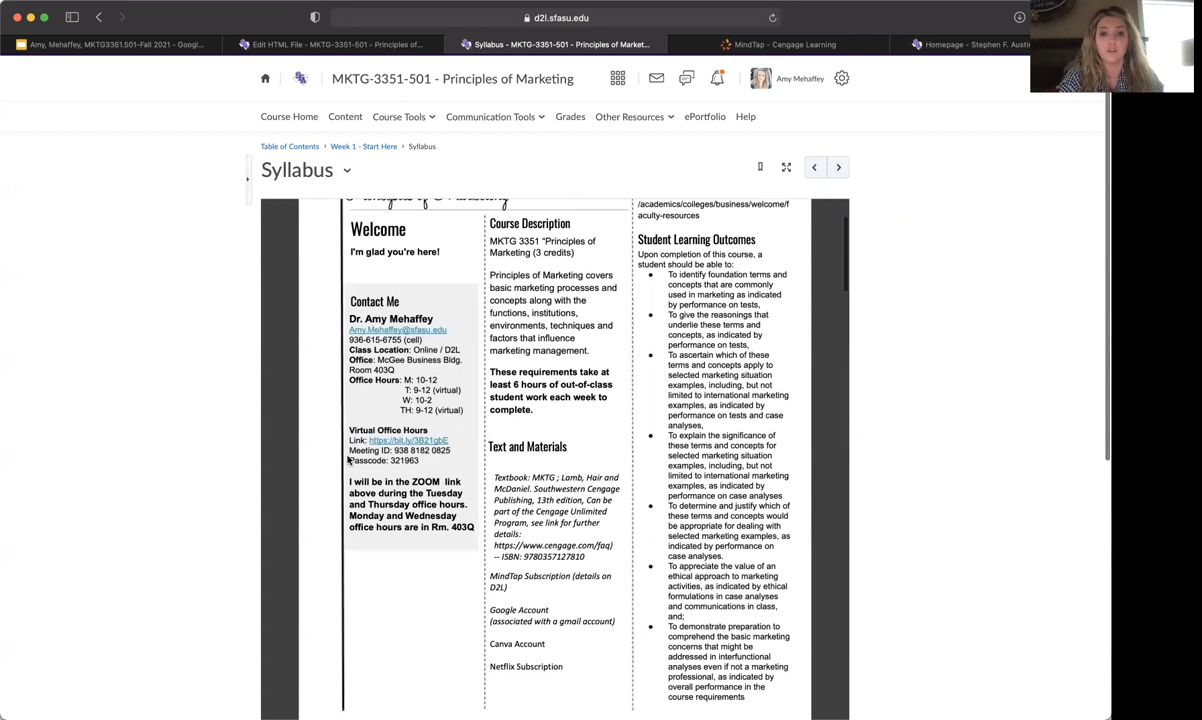 d2l.sfasu.edu
Amy, Mehaffey, MKTG3351.501-Fall 2021 - Googl...
Edit HTML File - MKTG-3351-501 - Principles of...
Syllabus - MKTG-3351-501 - Principles of Market...
MindTap - Cengage Learning
Homepage - Stephen F. Austi
MKTG-3351-501 - Principles of Marketing
Amy Mehaffey
Course Home
Content
Course Tools
Communication Tools
Grades
Other Resources
ePortfolio
Help
Table of Contents › Week 1 - Start Here › Syllabus
Syllabus
Welcome
I'm glad you're here!
Contact Me
Dr. Amy Mehaffey
Amy.Mehaffey@sfasu.edu
936-615-6755 (cell)
Class Location: Online / D2L
Office: McGee Business Bldg.
Room 403Q
Office Hours: M: 10-12
T: 9-12 (virtual)
W: 10-2
TH: 9-12 (virtual)
Virtual Office Hours
Link: https://bit.ly/3B21gbE
Meeting ID: 938 8182 0825
Passcode: 321963
I will be in the ZOOM link
above during the Tuesday
and Thursday office hours.
Monday and Wednesday
office hours are in Rm. 403Q
Course Description
MKTG 3351 "Principles of
Marketing (3 credits)
Principles of Marketing covers
basic marketing processes and
concepts along with the
functions, institutions,
environments, techniques and
factors that influence
marketing management.
These requirements take at
least 6 hours of out-of-class
student work each week to
complete.
Text and Materials
Textbook: MKTG ; Lamb, Hair and
McDaniel. Southwestern Cengage
Publishing, 13th edition, Can be
part of the Cengage Unlimited
Program, see link for further
details:
https://www.cengage.com/faq)
-- ISBN: 9780357127810
MindTap Subscription (details on
D2L)
Google Account
(associated with a gmail account)
Canva Account
Netflix Subscription
/academics/colleges/business/welcome/f
aculty-resources
Student Learning Outcomes
Upon completion of this course, a
student should be able to:
● To identify foundation terms and
concepts that are commonly
used in marketing as indicated
by performance on tests,
● To give the reasonings that
underlie these terms and
concepts, as indicated by
performance on tests,
● To ascertain which of these
terms and concepts apply to
selected marketing situation
examples, including, but not
limited to international marketing
examples, as indicated by
performance on tests and case
analyses,
● To explain the significance of
these terms and concepts for
selected marketing situation
examples, including, but not
limited to international marketing
examples, as indicated by
performance on case analyses
● To determine and justify which of
these terms and concepts would
be appropriate for dealing with
selected marketing examples, as
indicated by performance on
case analyses.
● To appreciate the value of an
ethical approach to marketing
activities, as indicated by ethical
formulations in case analyses
and communications in class,
and;
● To demonstrate preparation to
comprehend the basic marketing
concerns that might be
addressed in interfunctional
analyses even if not a marketing
professional, as indicated by
overall performance in the
course requirements